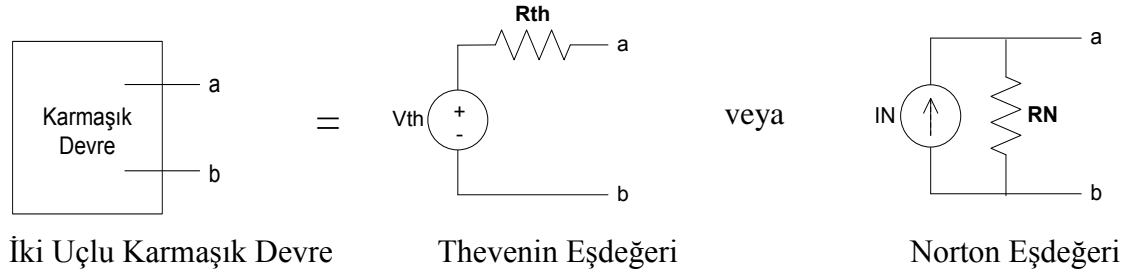 Karmaşık
Devre
a
b
=
Rth
a
Vth
+
-
b
veya
a
IN
RN
b
İki Uçlu Karmaşık Devre
Thevenin Eşdeğeri
Norton Eşdeğeri